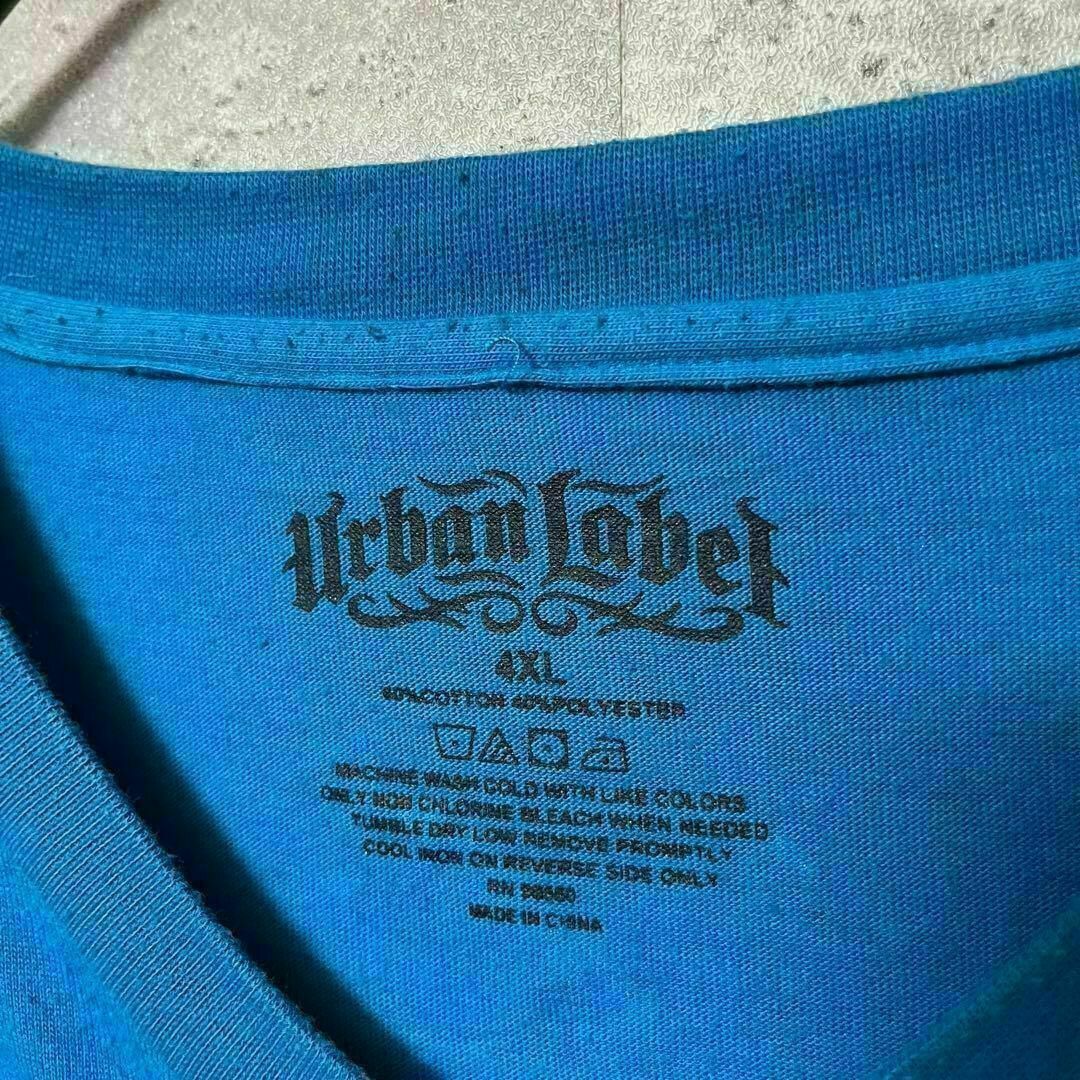 Urban Label
4XL
60%COTTON 40%POLYESTER
MACHINE WASH COLD WITH LIKE COLORS
ONLY NON CHLORINE BLEACH WHEN NEEDED
TUMBLE DRY LOW REMOVE PROMPTLY
COOL IRON ON REVERSE SIDE ONLY
RN
MADE IN CHINA